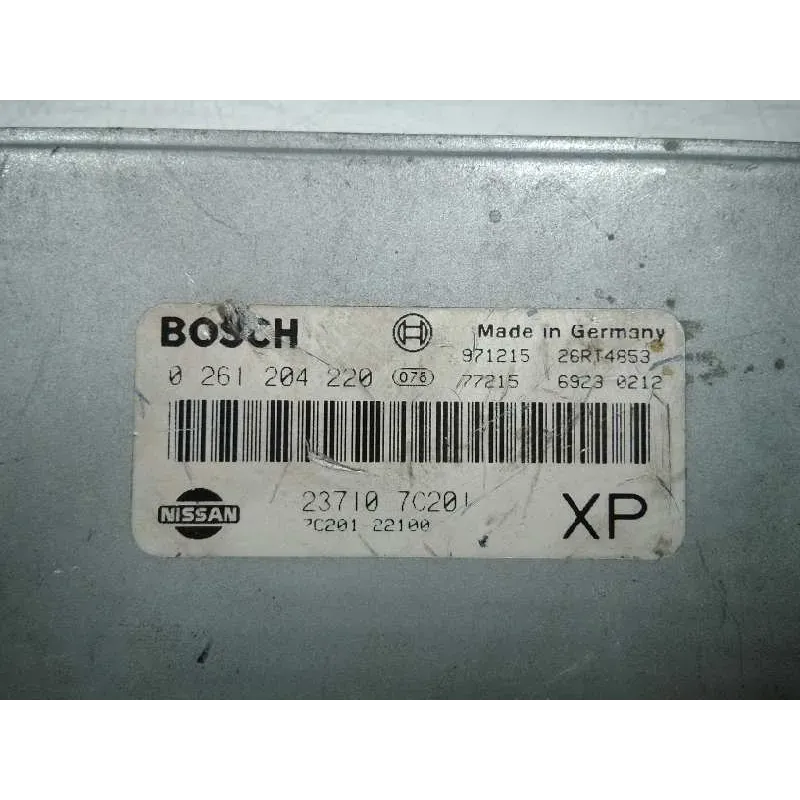 BOSCH Made in Germany
971215 26RT4853
0 261 204 220 078 77215 6923 0212
NISSAN 23710 7C201 XP
7C201-22100